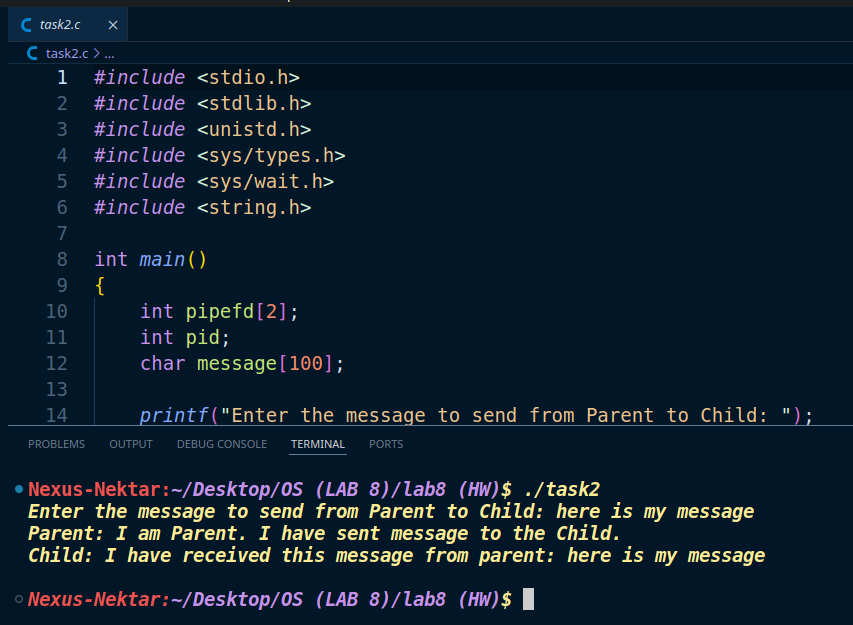 task2.c
task2.c > ...
1 #include <stdio.h>
2 #include <stdlib.h>
3 #include <unistd.h>
4 #include <sys/types.h>
5 #include <sys/wait.h>
6 #include <string.h>
7
8 int main()
9 {
10 int pipefd[2];
11 int pid;
12 char message[100];
13
14 printf("Enter the message to send from Parent to Child: ");
PROBLEMS OUTPUT DEBUG CONSOLE TERMINAL PORTS
Nexus-Nektar:~/Desktop/OS (LAB 8)/lab8 (HW)$ ./task2
Enter the message to send from Parent to Child: here is my message
Parent: I am Parent. I have sent message to the Child.
Child: I have received this message from parent: here is my message
Nexus-Nektar:~/Desktop/OS (LAB 8)/lab8 (HW)$